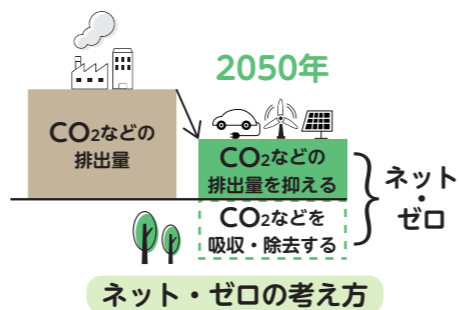 2050年
CO2などの
排出量
CO2などの
排出量を抑える
CO2などを
吸収・除去する
ネット
・
ゼロ
ネット・ゼロの考え方